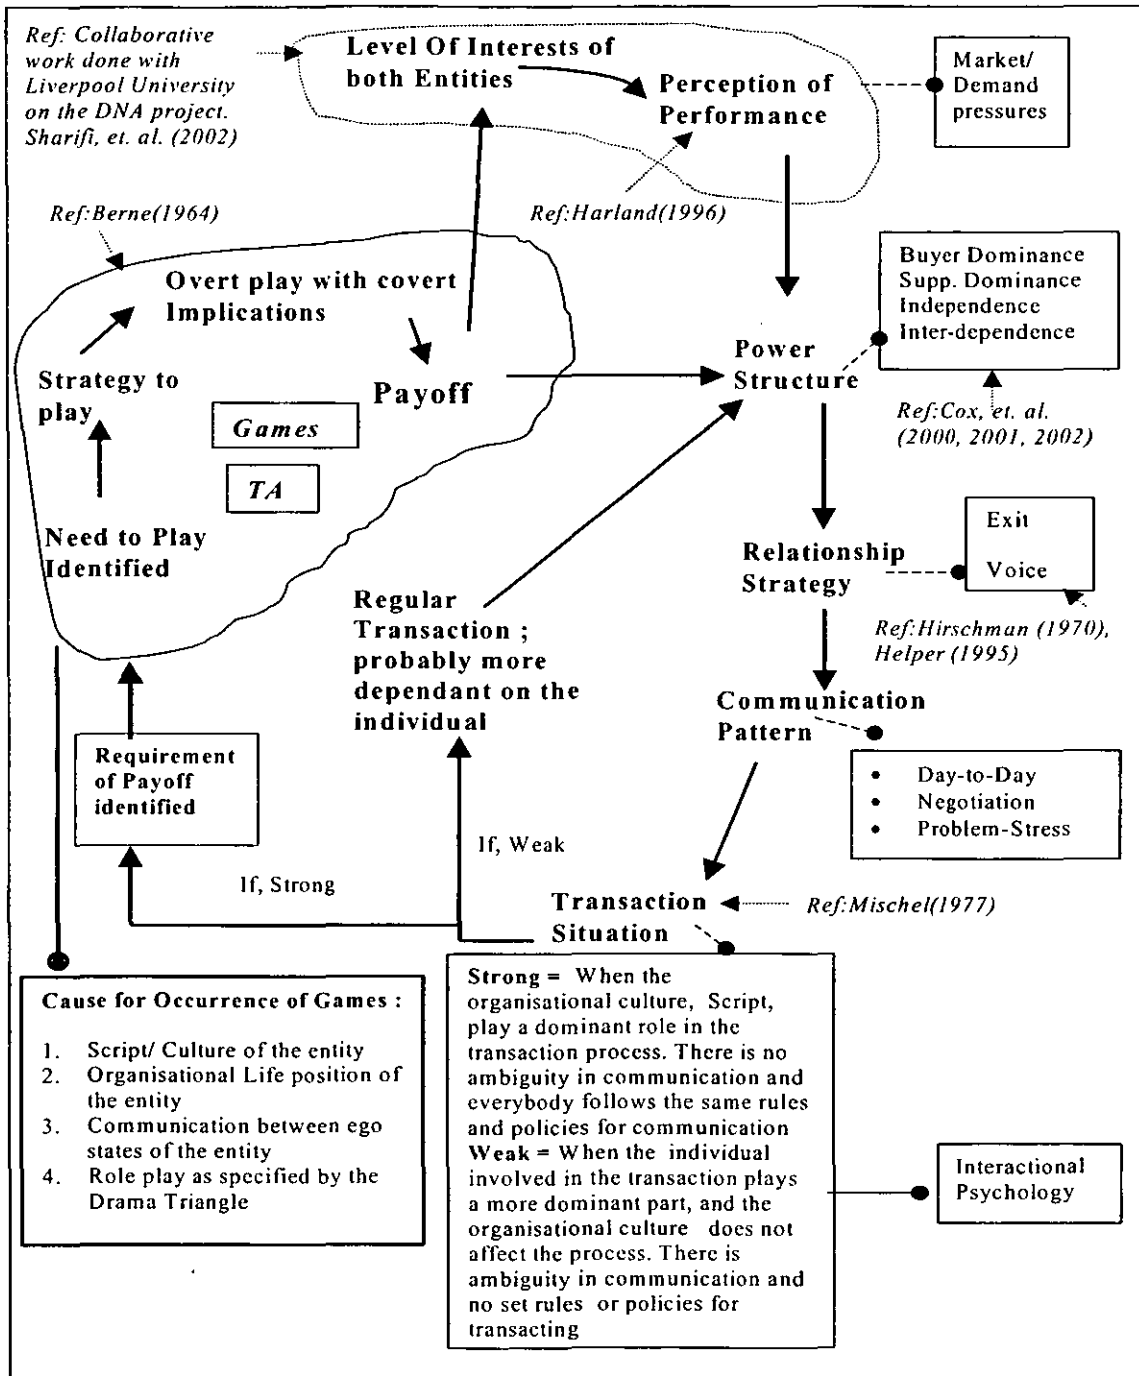 Ref: Collaborative
work done with
Liverpool University
on the DNA project.
Sharifi, et. al. (2002)
Level Of Interests of
both Entities
Perception of
Performance
Market/
Demand
pressures
Ref:Berne(1964)
Ref:Harland(1996)
Overt play with covert
Implications
Strategy to
play
Payoff
Games
TA
Need to Play
Identified
Buyer Dominance
Supp. Dominance
Independence
Inter-dependence
Power
Structure
Ref:Cox, et. al.
(2000, 2001, 2002)
Relationship
Strategy
Exit
Voice
Ref:Hirschman (1970),
Helper (1995)
Regular
Transaction ;
probably more
dependant on the
individual
Communication
Pattern
• Day-to-Day
• Negotiation
• Problem-Stress
Requirement
of Payoff
identified
If, Weak
If, Strong
Transaction
Situation
Ref:Mischel(1977)
Cause for Occurrence of Games :
1. Script/ Culture of the entity
2. Organisational Life position of
the entity
3. Communication between ego
states of the entity
4. Role play as specified by the
Drama Triangle
Strong = When the
organisational culture, Script,
play a dominant role in the
transaction process. There is no
ambiguity in communication and
everybody follows the same rules
and policies for communication
Weak = When the individual
involved in the transaction plays
a more dominant part, and the
organisational culture does not
affect the process. There is
ambiguity in communication and
no set rules or policies for
transacting
Interactional
Psychology